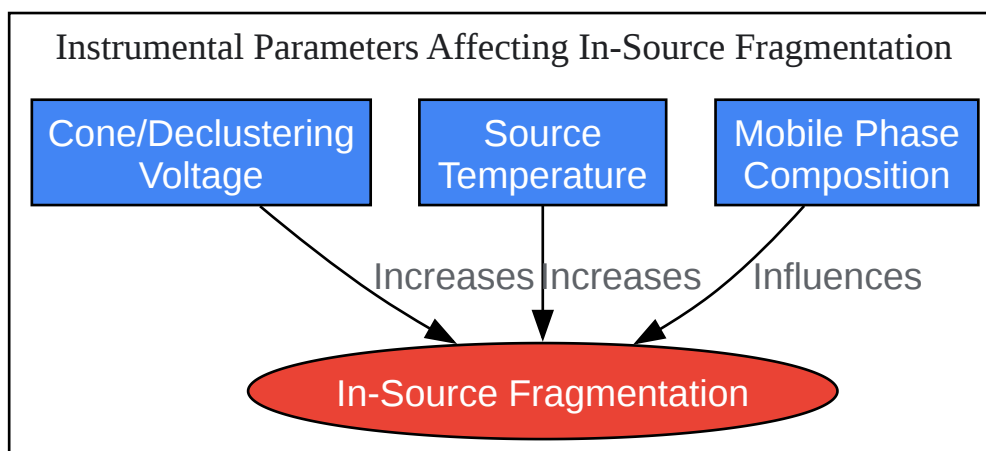 Instrumental Parameters Affecting In-Source Fragmentation
Cone/Declustering
Voltage
Source
Temperature
Mobile Phase
Composition
Increases
Increases
Influences
In-Source Fragmentation